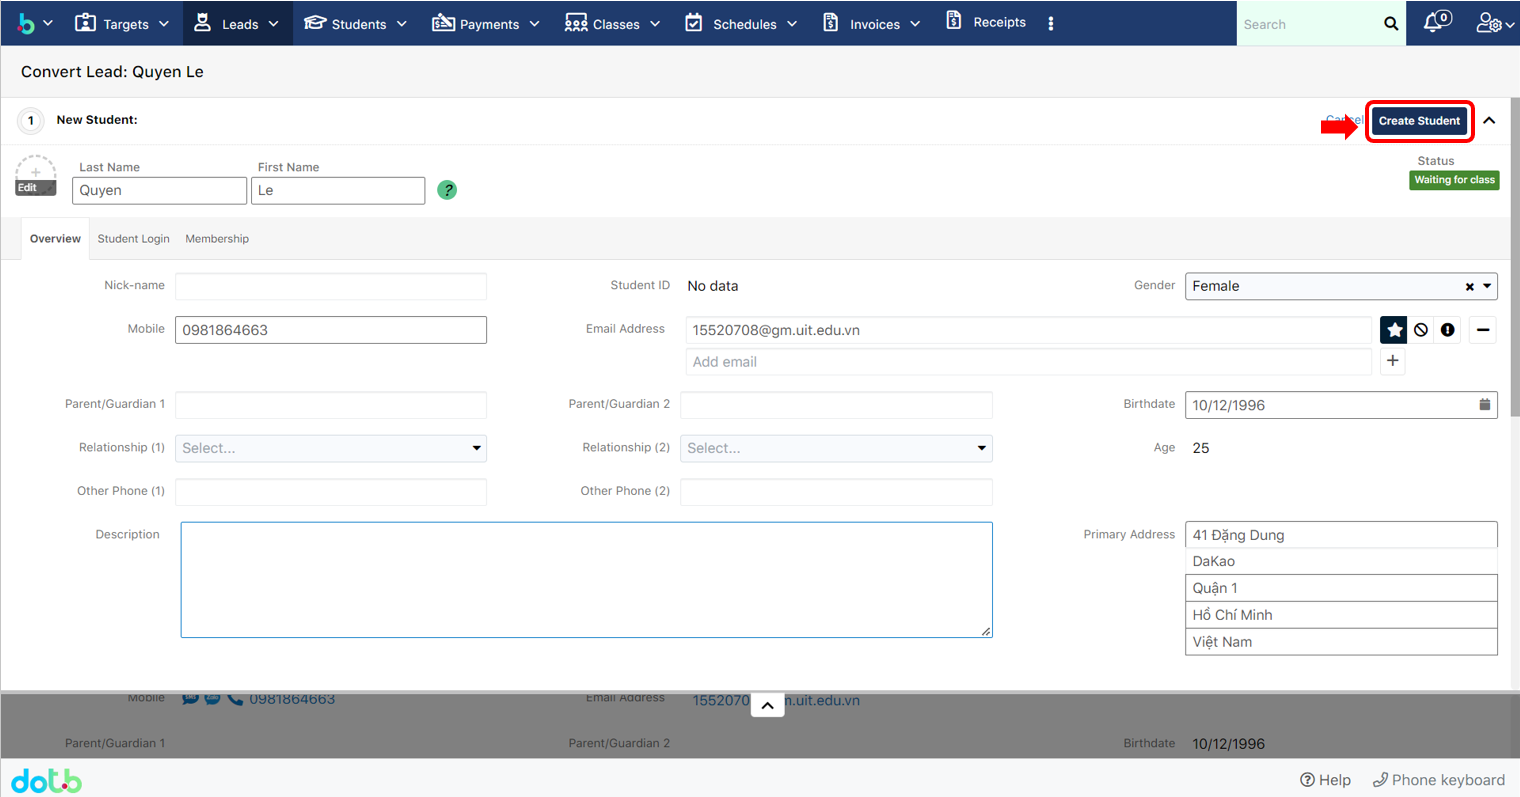 Targets Leads Students Payments Classes Schedules Invoices Receipts Search 0
Convert Lead: Quyen Le
1 New Student: Cancel Create Student
Last Name First Name Status
Edit Quyen Le ? Waiting for class
Overview Student Login Membership
Nick-name Student ID No data Gender Female
Mobile 0981864663 Email Address 15520708@gm.uit.edu.vn
Add email
Parent/Guardian 1 Parent/Guardian 2 Birthdate 10/12/1996
Relationship (1) Select... Relationship (2) Select... Age 25
Other Phone (1) Other Phone (2)
Description Primary Address 41 Đặng Dung
DaKao
Quận 1
Hồ Chí Minh
Việt Nam
Mobile 0981864663 Email Address 1552070 m.uit.edu.vn
Parent/Guardian 1 Parent/Guardian 2 Birthdate 10/12/1996
dotb Help Phone keyboard